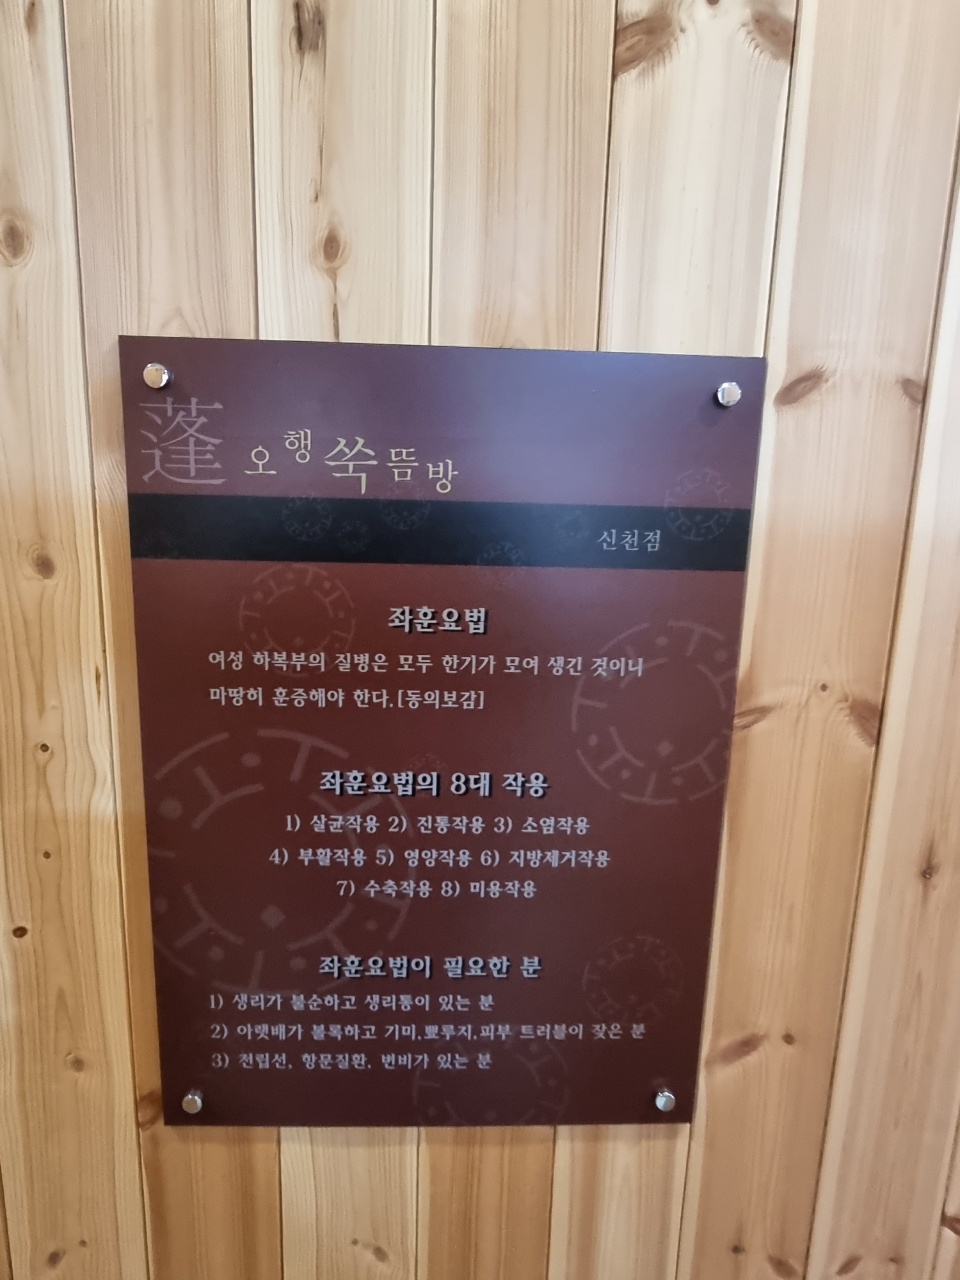 蓬 오행쑥뜸방
신천점
좌훈요법
여성 하복부의 질병은 모두 한기가 모여 생긴 것이니
마땅히 훈증해야 한다.[동의보감]
좌훈요법의 8대 작용
1) 살균작용 2) 진통작용 3) 소염작용
4) 부활작용 5) 영양작용 6) 지방제거작용
7) 수축작용 8) 미용작용
좌훈요법이 필요한 분
1) 생리가 불순하고 생리통이 있는 분
2) 아랫배가 볼록하고 기미,뾰루지,피부 트러블이 잦은 분
3) 전립선, 항문질환, 변비가 있는 분